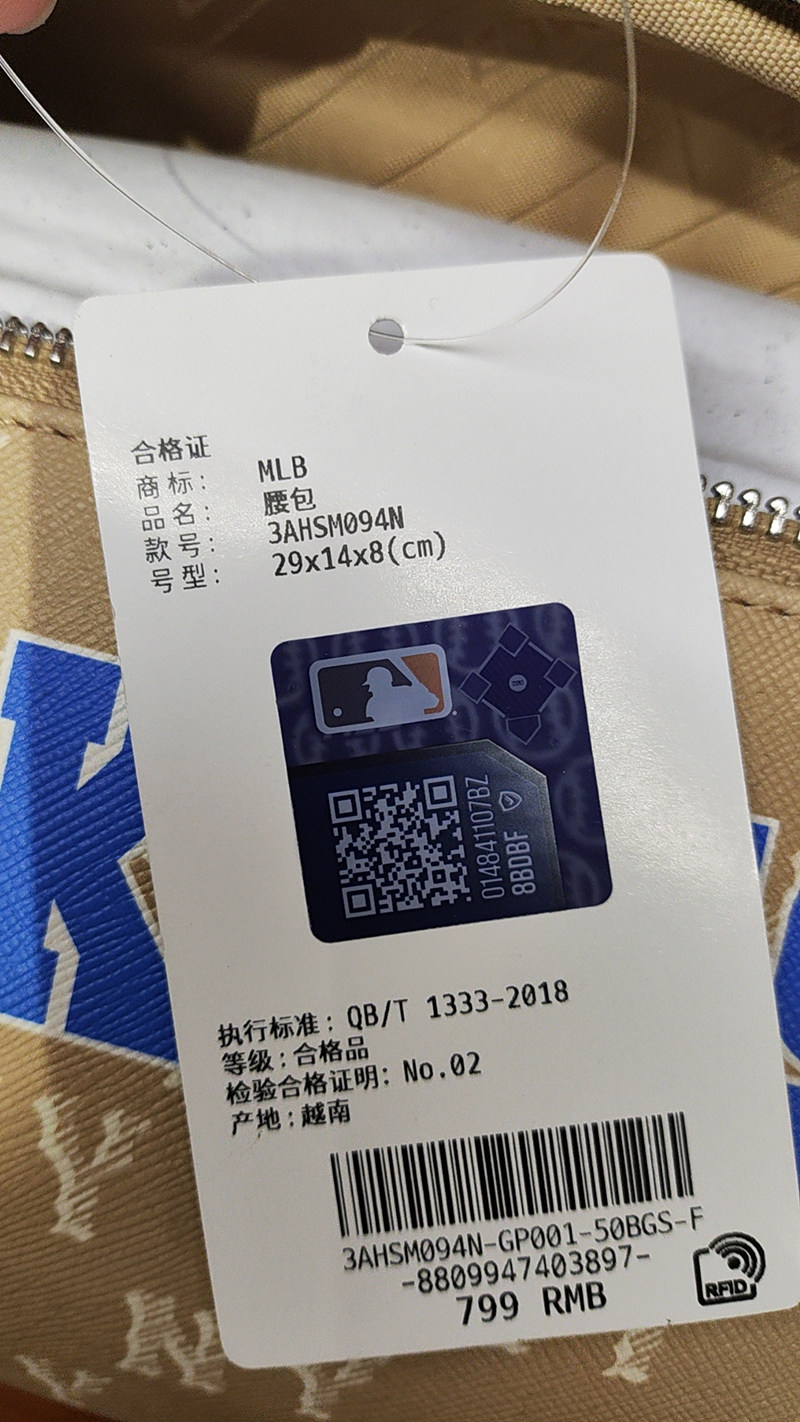 合格证
商标: MLB
品名: 腰包
款号: 3AHSM094N
号型: 29x14x8(cm)
014841107BZ
8BDBF
执行标准: QB/T 1333-2018
等级:合格品
检验合格证明: No.02
产地:越南
3AHSM094N-GP001-50BGS-F
-8809947403897-
799 RMB
RFID